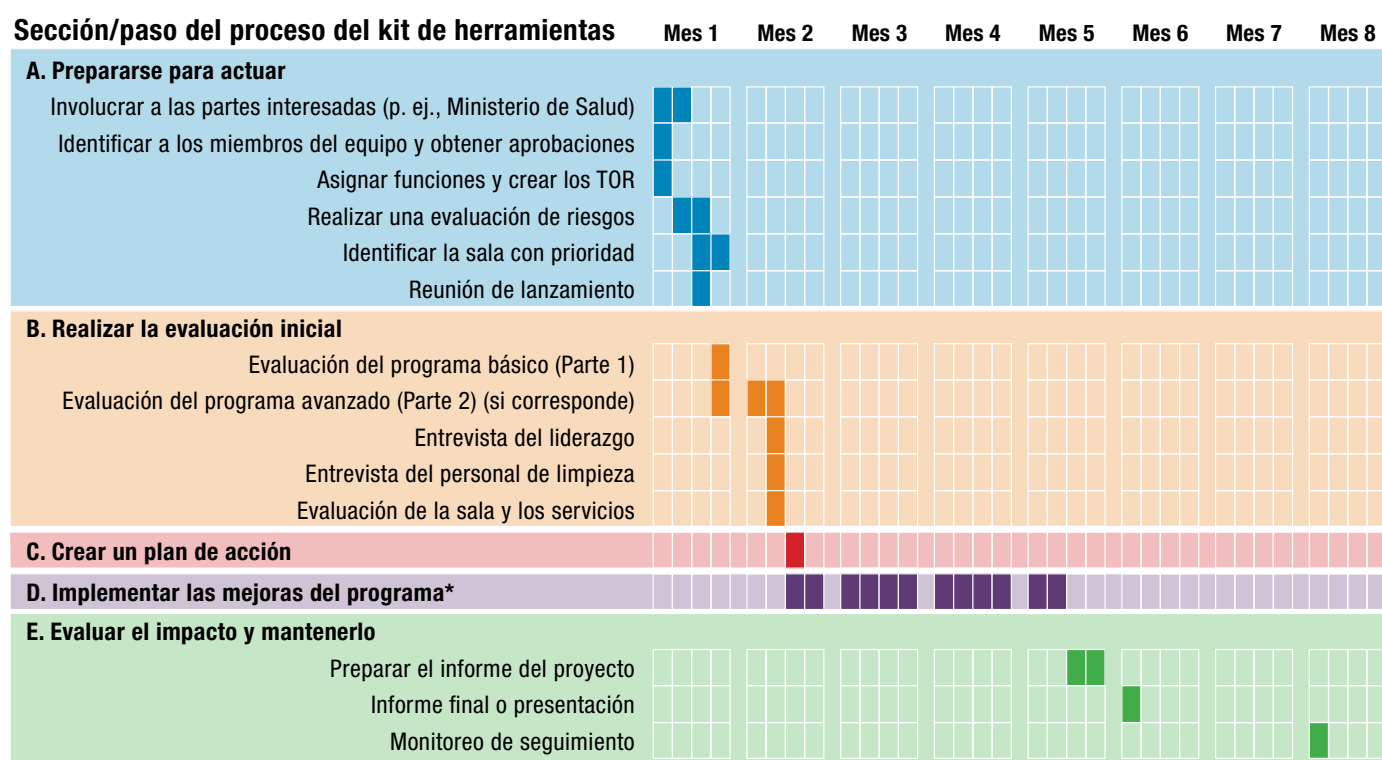 Sección/paso del proceso del kit de herramientas Mes 1 Mes 2 Mes 3 Mes 4 Mes 5 Mes 6 Mes 7 Mes 8
A. Prepararse para actuar
Involucrar a las partes interesadas (p. ej., Ministerio de Salud)
Identificar a los miembros del equipo y obtener aprobaciones
Asignar funciones y crear los TOR
Realizar una evaluación de riesgos
Identificar la sala con prioridad
Reunión de lanzamiento
B. Realizar la evaluación inicial
Evaluación del programa básico (Parte 1)
Evaluación del programa avanzado (Parte 2) (si corresponde)
Entrevista del liderazgo
Entrevista del personal de limpieza
Evaluación de la sala y los servicios
C. Crear un plan de acción
D. Implementar las mejoras del programa*
E. Evaluar el impacto y mantenerlo
Preparar el informe del proyecto
Informe final o presentación
Monitoreo de seguimiento